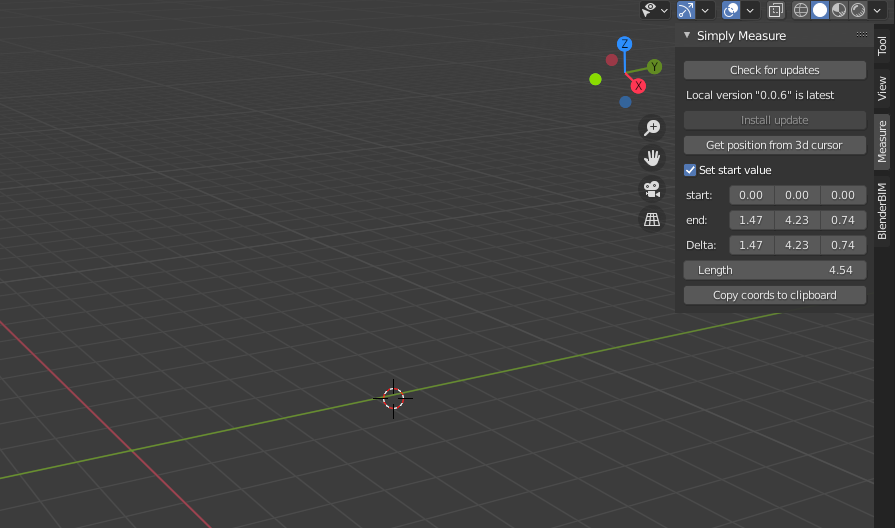 Simply Measure
Check for updates
Local version "0.0.6" is latest
Install update
Get position from 3d cursor
Set start value
start: 0.00 0.00 0.00
end: 1.47 4.23 0.74
Delta: 1.47 4.23 0.74
Length 4.54
Copy coords to clipboard
Tool
View
Measure
BlenderBIM
Z
Y
X